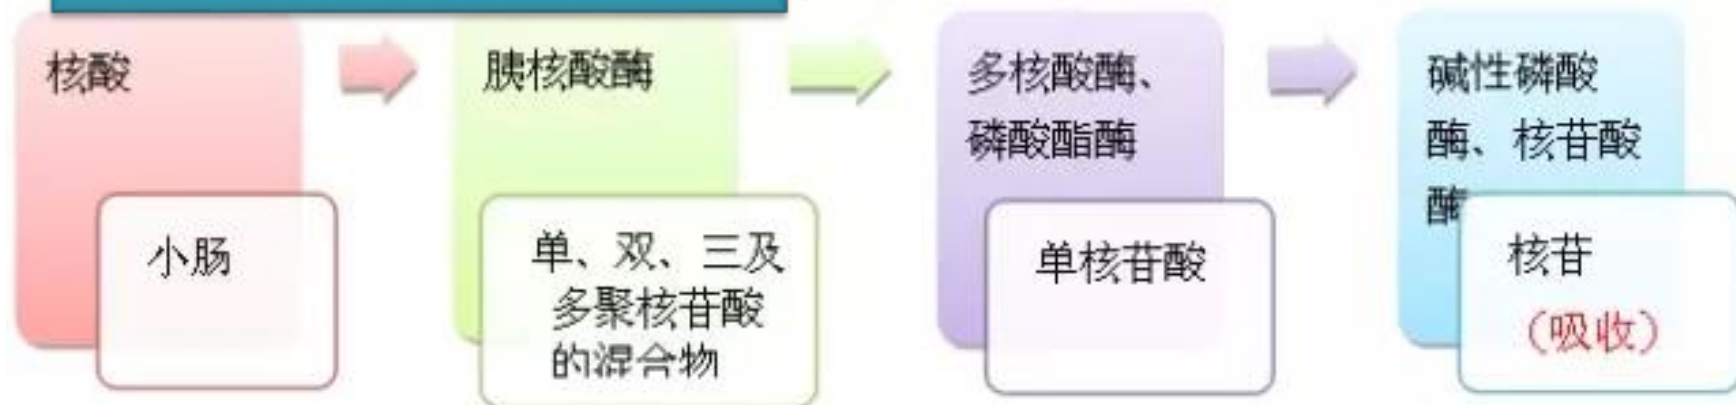 核酸
小肠
胰核酸酶
单、双、三及
多聚核苷酸
的混合物
多核酸酶、
磷酸酯酶
单核苷酸
碱性磷酸
酶、核苷酸
酶
核苷
（吸收）